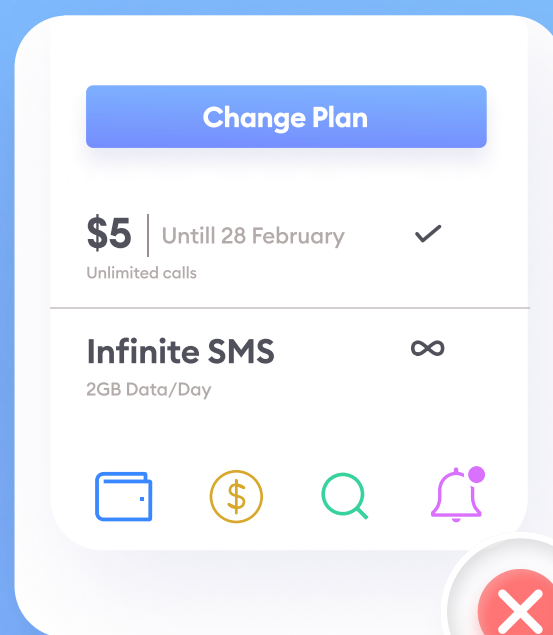 Change Plan
$5 | Untill 28 February
Unlimited calls
Infinite SMS
2GB Data/Day